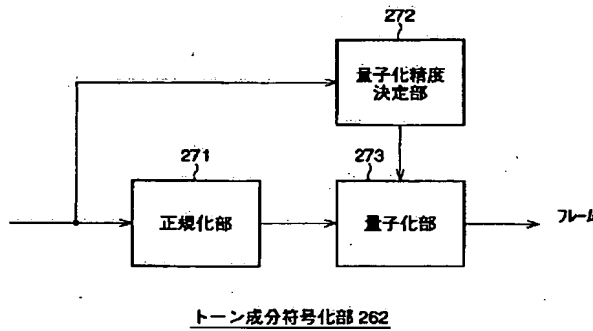 272
量子化精度
決定部
271
273
正規化部
量子化部
フレーム
トーン成分符号化部 262